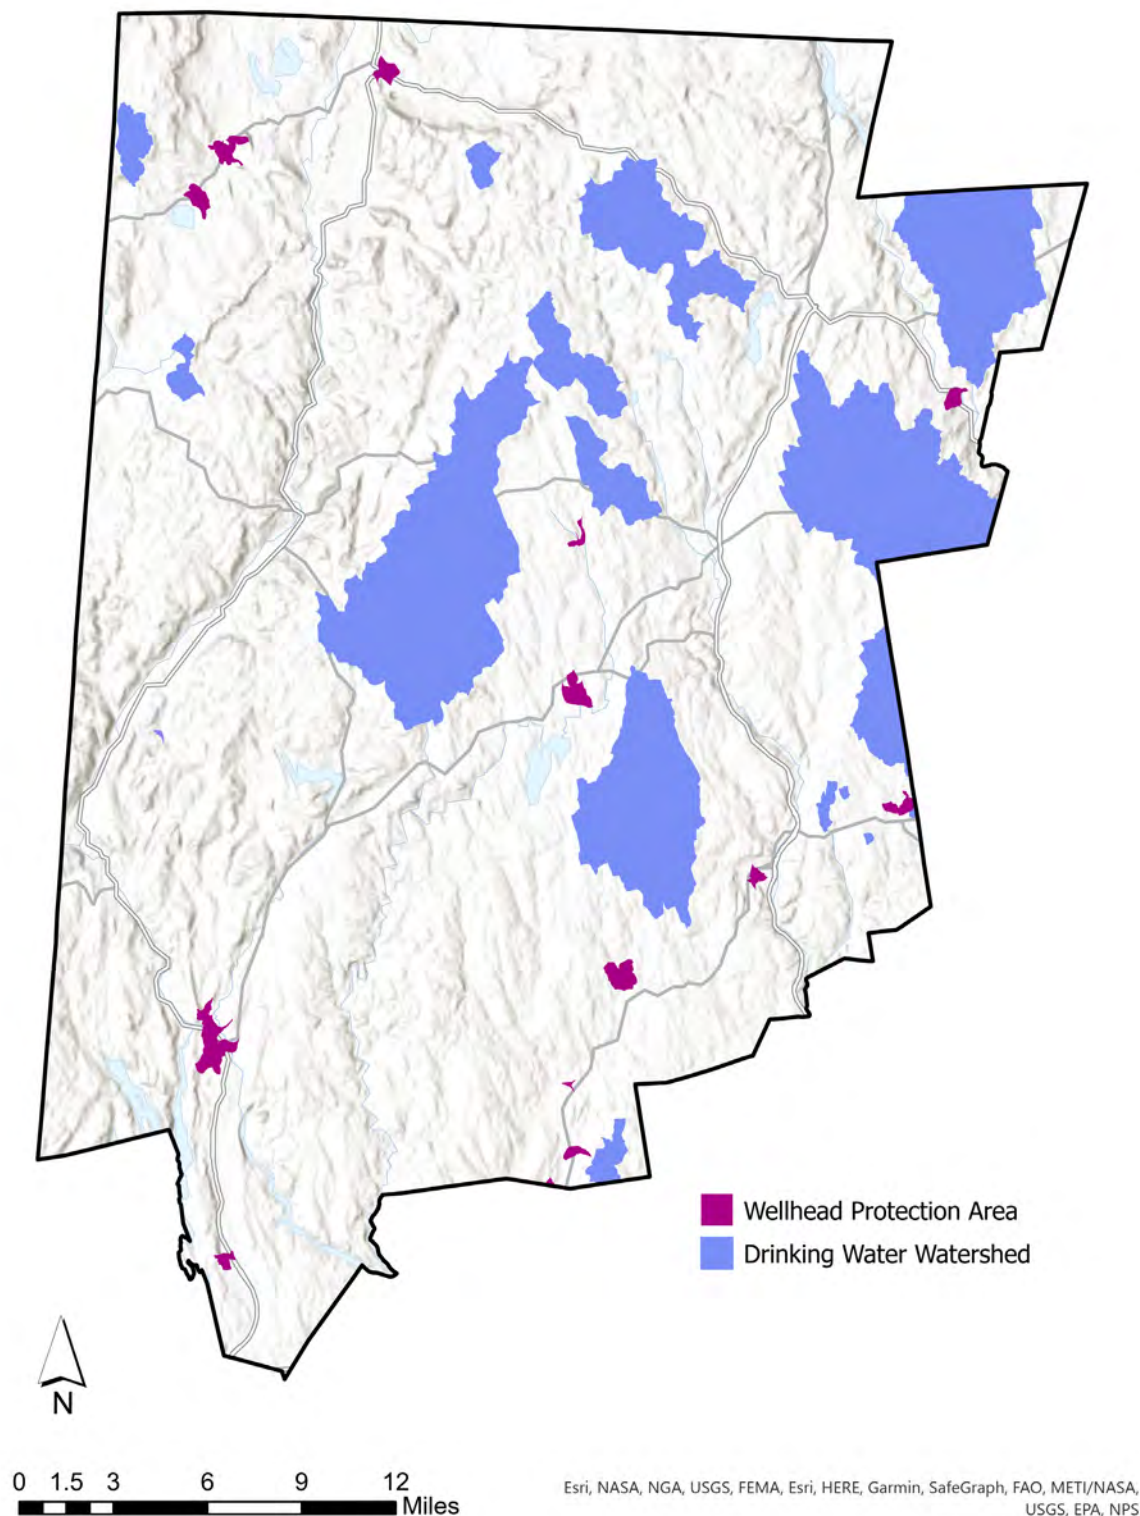 Wellhead Protection Area
Drinking Water Watershed
N
0 1.5 3 6 9 12
Miles
Esri, NASA, NGA, USGS, FEMA, Esri, HERE, Garmin, SafeGraph, FAO, METI/NASA,
USGS, EPA, NPS